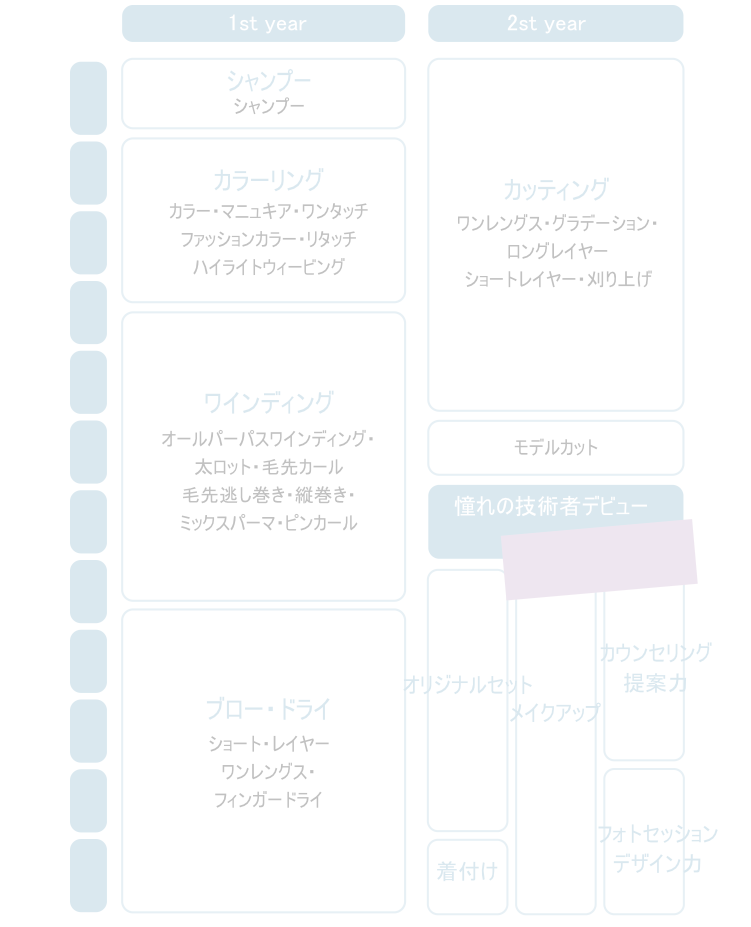 1st year
2nd year
シャンプー
シャンプー
カラーリング
カラー・マニュキア・ワンタッチ
ファッションカラー・リタッチ
ハイライトウィービング
ワインディング
オールパーパスワインディング・
太ロット・毛先カール
毛先逃し巻き・縦巻き・
ミックスパーマ・ピンカール
ブロー・ドライ
ショート・レイヤー
ワンレングス・
フィンガードライ
カッティング
ワンレングス・グラデーション・
ロングレイヤー
ショートレイヤー・刈り上げ
モデルカット
憧れの技術者デビュー
オリジナルセット
着付け
メイクアップ
カウンセリング
提案力
フォトセッション
デザイン力